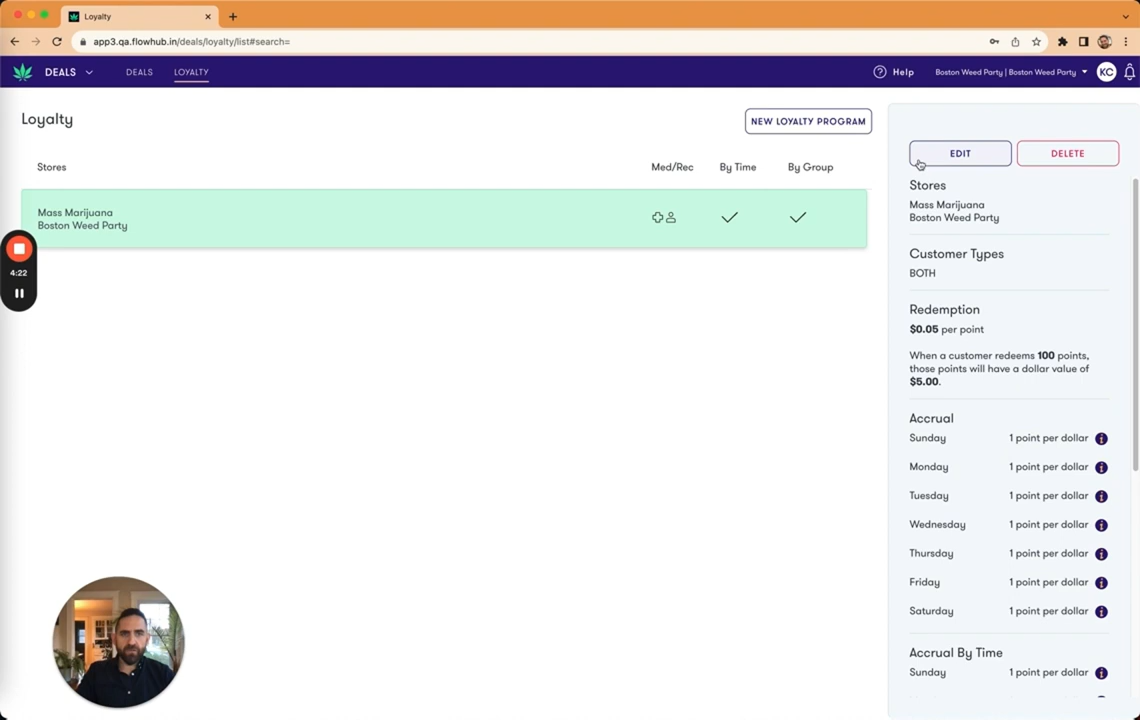 Loyalty
app3.qa.flowhub.in/deals/loyalty/list#search=
DEALS
DEALS
LOYALTY
Help
Boston Weed Party | Boston Weed Party
KC
Loyalty
NEW LOYALTY PROGRAM
Stores
Med/Rec
By Time
By Group
Mass Marijuana
Boston Weed Party
4:22
EDIT
DELETE
Stores
Mass Marijuana
Boston Weed Party
Customer Types
BOTH
Redemption
$0.05 per point
When a customer redeems 100 points,
those points will have a dollar value of
$5.00.
Accrual
Sunday 1 point per dollar i
Monday 1 point per dollar i
Tuesday 1 point per dollar i
Wednesday 1 point per dollar i
Thursday 1 point per dollar i
Friday 1 point per dollar i
Saturday 1 point per dollar i
Accrual By Time
Sunday 1 point per dollar i